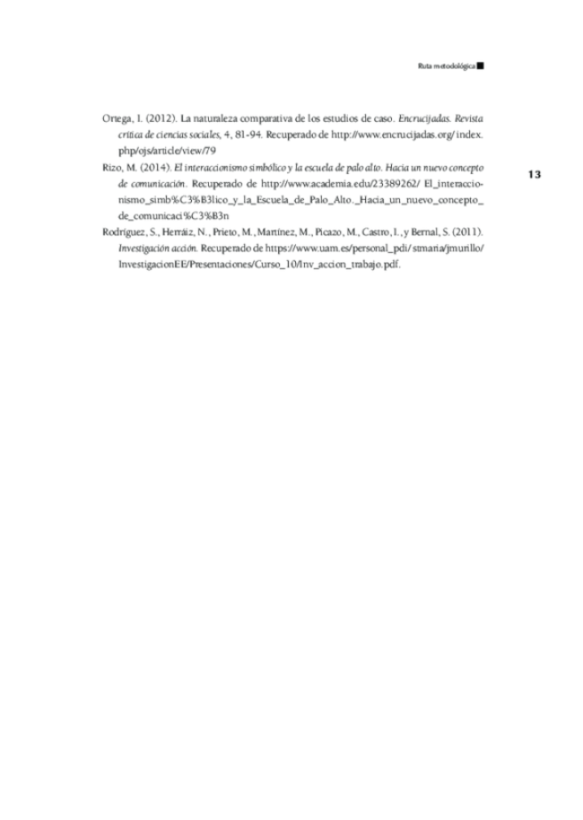 Ruta metodológica
Ortega, I. (2012). La naturaleza comparativa de los estudios de caso. Encrucijadas. Revista
crítica de ciencias sociales, 4, 81-94. Recuperado de http://www.encrucijadas.org/ index.
php/ojs/article/view/79
13
Rizo, M. (2014). El interaccionismo simbólico y la escuela de palo alto. Hacia un nuevo concepto
de comunicación. Recuperado de http://www.academia.edu/23389262/ El_interaccio-
nismo_simb%C3%B3lico_y_la_Escuela_de_Palo_Alto._Hacia_un_nuevo_concepto_
de_comunicaci%C3%B3n
Rodríguez, S., Herráiz, N., Prieto, M., Martínez, M., Picazo, M., Castro, I., y Bernal, S. (2011).
Investigación acción. Recuperado de https://www.uam.es/personal_pdi/ stmaria/jmurillo/
InvestigacionEE/Presentaciones/Curso_10/Inv_accion_trabajo.pdf.